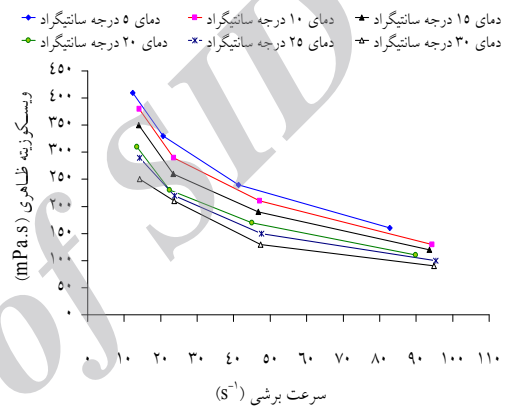 دمای ۵ درجه سانتیگراد دمای ۱۰ درجه سانتیگراد دمای ۱۵ درجه سانتیگراد
دمای ۲۰ درجه سانتیگراد دمای ۲۵ درجه سانتیگراد دمای ۳۰ درجه سانتیگراد
ویسکوزیته ظاهری (mPa.s)
۴۵۰
۴۰۰
۳۵۰
۳۰۰
۲۵۰
۲۰۰
۱۵۰
۱۰۰
۵۰
۰
۰ ۱۰ ۲۰ ۳۰ ۴۰ ۵۰ ۶۰ ۷۰ ۸۰ ۹۰ ۱۰۰ ۱۱۰
سرعت برشی (s⁻¹)
of SID